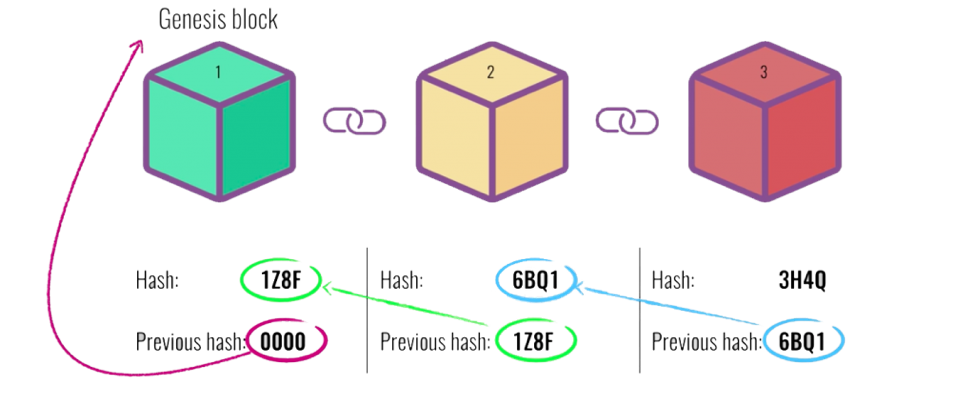 Genesis block
1
2
3
Hash: 1Z8F
Hash: 6BQ1
Hash: 3H4Q
Previous hash: 0000
Previous hash: 1Z8F
Previous hash: 6BQ1